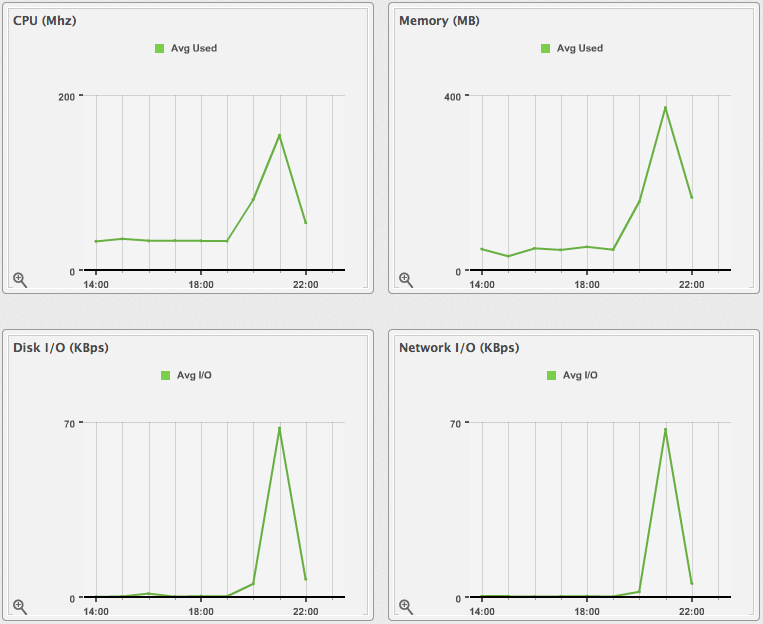 CPU (Mhz)
Avg Used
200
0
14:00 18:00 22:00
Memory (MB)
Avg Used
400
0
14:00 18:00 22:00
Disk I/O (KBps)
Avg I/O
70
0
14:00 18:00 22:00
Network I/O (KBps)
Avg I/O
70
0
14:00 18:00 22:00